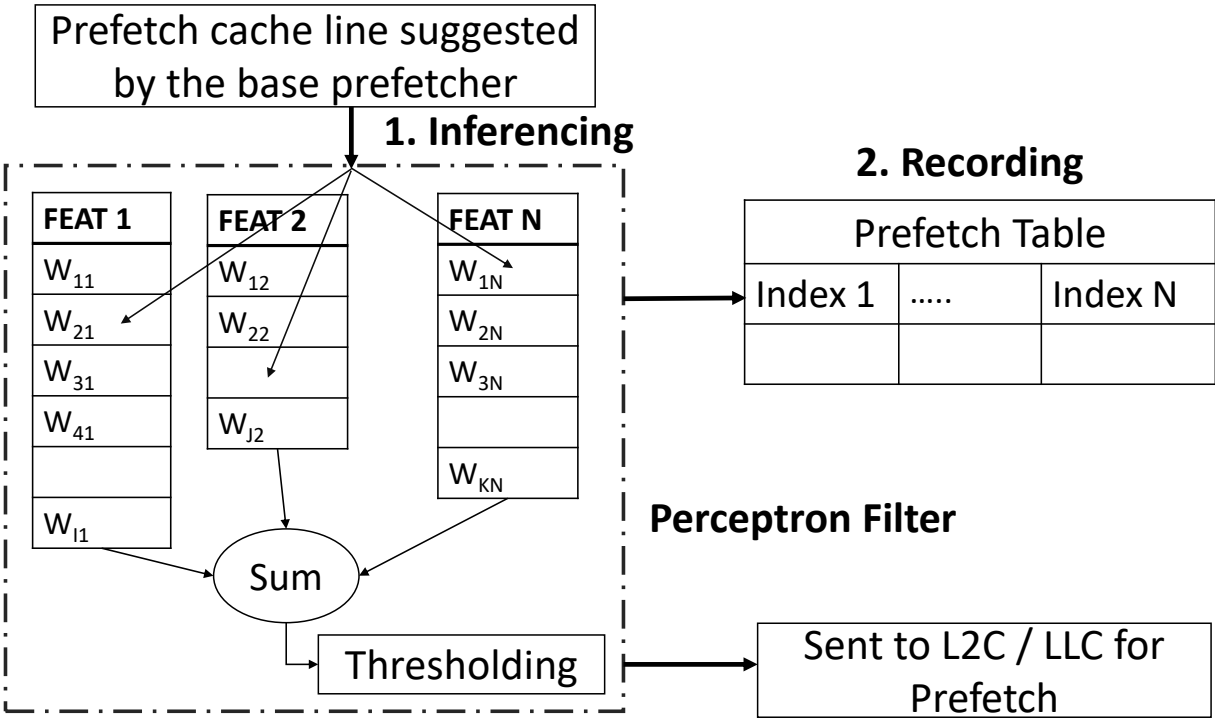 Prefetch cache line suggested
by the base prefetcher
1. Inferencing
2. Recording
FEAT 1
W11
W21
W31
W41
WI1
FEAT 2
W12
W22
WJ2
FEAT N
W1N
W2N
W3N
WKN
Prefetch Table
Index 1 ..... Index N
Sum
Perceptron Filter
Thresholding
Sent to L2C / LLC for
Prefetch